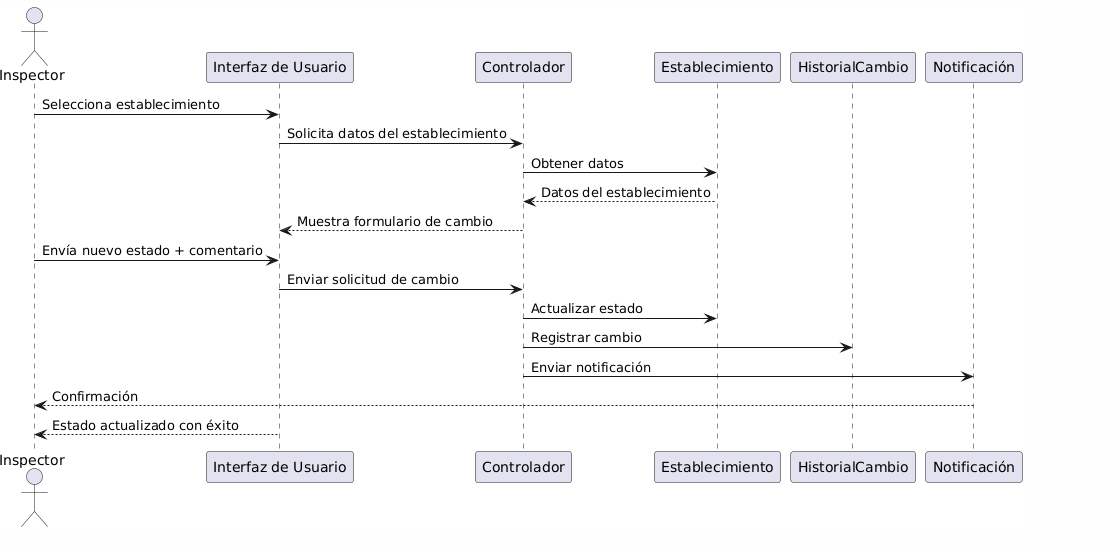 Inspector
Interfaz de Usuario
Controlador
Establecimiento
HistorialCambio
Notificación
Selecciona establecimiento
Solicita datos del establecimiento
Obtener datos
Datos del establecimiento
Muestra formulario de cambio
Envía nuevo estado + comentario
Enviar solicitud de cambio
Actualizar estado
Registrar cambio
Enviar notificación
Confirmación
Estado actualizado con éxito
Inspector
Interfaz de Usuario
Controlador
Establecimiento
HistorialCambio
Notificación